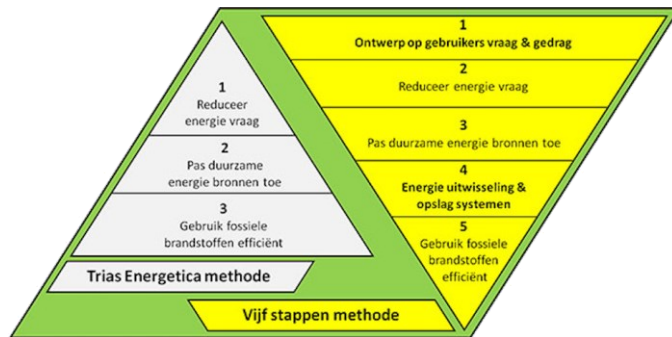 1
Reduceer
energie vraag
2
Pas duurzame
energie bronnen toe
3
Gebruik fossiele
brandstoffen efficiënt
Trias Energetica methode
1
Ontwerp op gebruikers vraag & gedrag
2
Reduceer energie vraag
3
Pas duurzame energie bronnen toe
4
Energie uitwisseling &
opslag systemen
5
Gebruik fossiele
brandstoffen
efficiënt
Vijf stappen methode